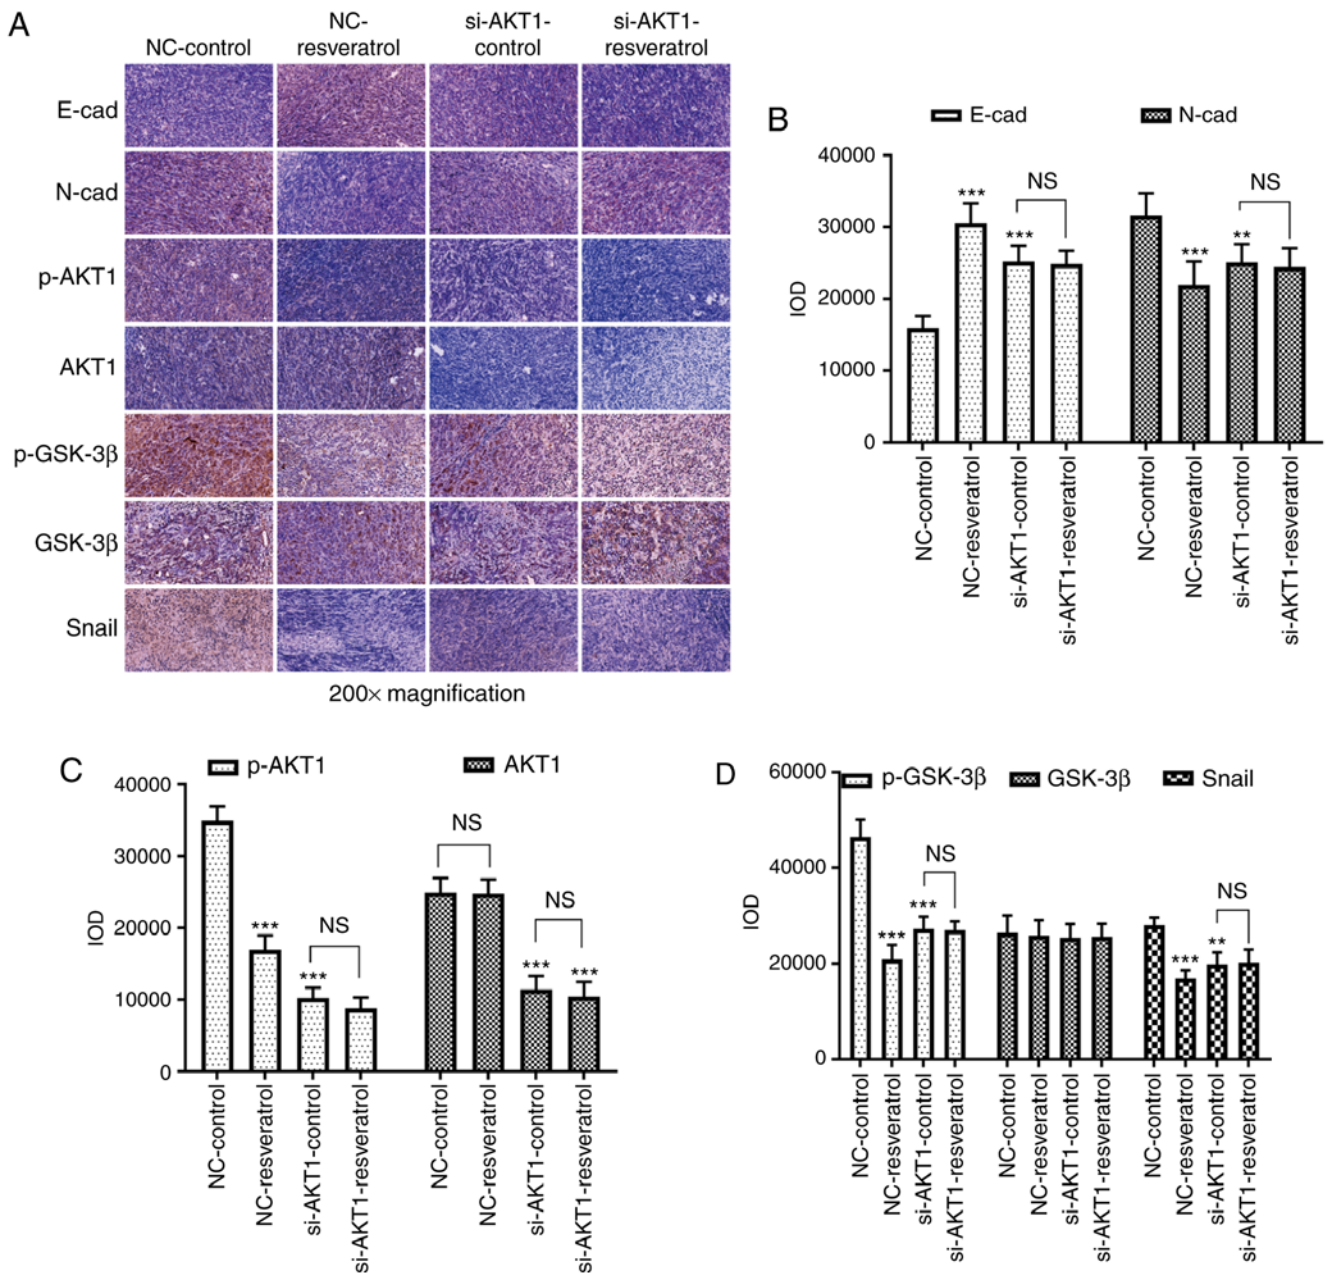 A
NC-control
NC-
resveratrol
si-AKT1-
control
si-AKT1-
resveratrol
E-cad
N-cad
p-AKT1
AKT1
p-GSK-3β
GSK-3β
Snail
200× magnification
B
E-cad
N-cad
40000
30000
20000
10000
0
IOD
***
***
NS
***
**
NS
NC-control
NC-resveratrol
si-AKT1-control
si-AKT1-resveratrol
NC-control
NC-resveratrol
si-AKT1-control
si-AKT1-resveratrol
C
p-AKT1
AKT1
40000
30000
20000
10000
0
IOD
***
***
NS
NS
***
***
NS
NC-control
NC-resveratrol
si-AKT1-control
si-AKT1-resveratrol
NC-control
NC-resveratrol
si-AKT1-control
si-AKT1-resveratrol
D
p-GSK-3β
GSK-3β
Snail
60000
40000
20000
0
IOD
***
***
NS
***
**
NS
NC-control
NC-resveratrol
si-AKT1-control
si-AKT1-resveratrol
NC-control
NC-resveratrol
si-AKT1-control
si-AKT1-resveratrol
NC-control
NC-resveratrol
si-AKT1-control
si-AKT1-resveratrol